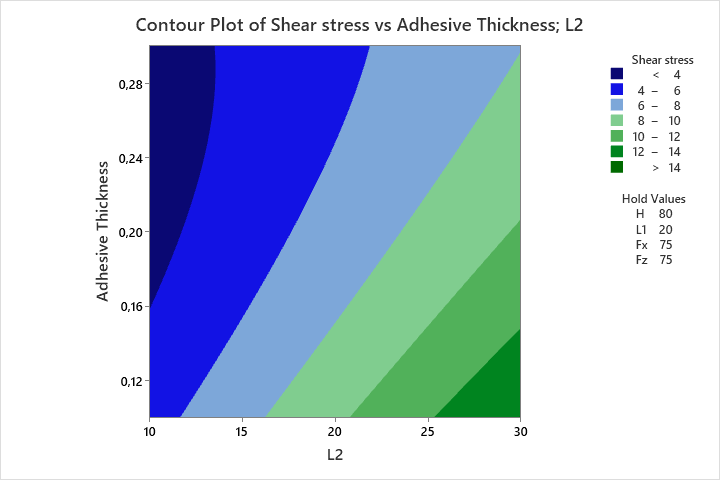 Contour Plot of Shear stress vs Adhesive Thickness; L2
Shear stress
< 4
4 – 6
6 – 8
8 – 10
10 – 12
12 – 14
> 14
Hold Values
H 80
L1 20
Fx 75
Fz 75
Adhesive Thickness
0,28
0,24
0,20
0,16
0,12
10 15 20 25 30
L2